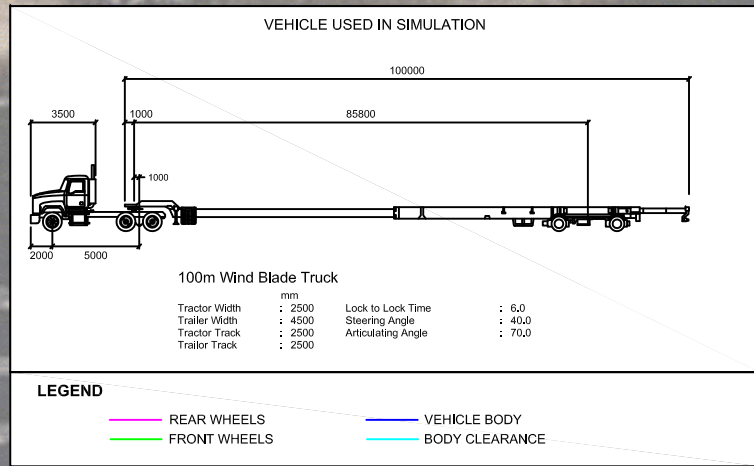 VEHICLE USED IN SIMULATION
100000
3500 1000 85800
1000
2000 5000
100m Wind Blade Truck
mm
Tractor Width : 2500 Lock to Lock Time : 6.0
Trailer Width : 4500 Steering Angle : 40.0
Tractor Track : 2500 Articulating Angle : 70.0
Trailor Track : 2500
LEGEND
REAR WHEELS VEHICLE BODY
FRONT WHEELS BODY CLEARANCE